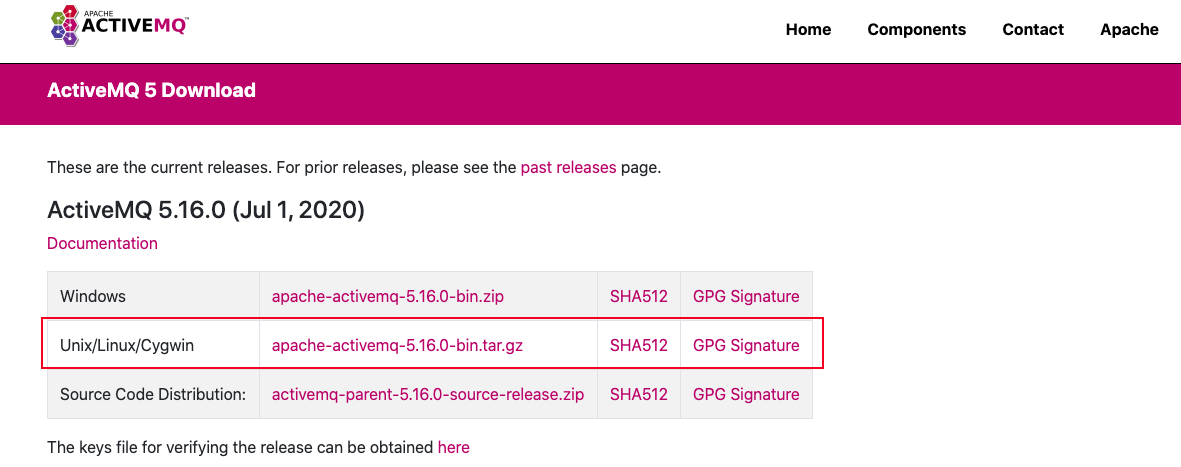 APACHE
ACTIVEMQ™
Home Components Contact Apache
ActiveMQ 5 Download
These are the current releases. For prior releases, please see the past releases page.
ActiveMQ 5.16.0 (Jul 1, 2020)
Documentation
Windows apache-activemq-5.16.0-bin.zip SHA512 GPG Signature
Unix/Linux/Cygwin apache-activemq-5.16.0-bin.tar.gz SHA512 GPG Signature
Source Code Distribution: activemq-parent-5.16.0-source-release.zip SHA512 GPG Signature
The keys file for verifying the release can be obtained here